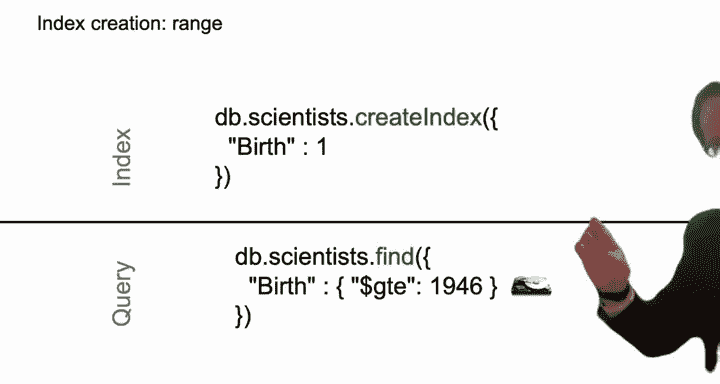 Index creation: range
Index
db.scientists.createIndex({
"Birth" : 1
})
Query
db.scientists.find({
"Birth" : { "$gte": 1946 }
})